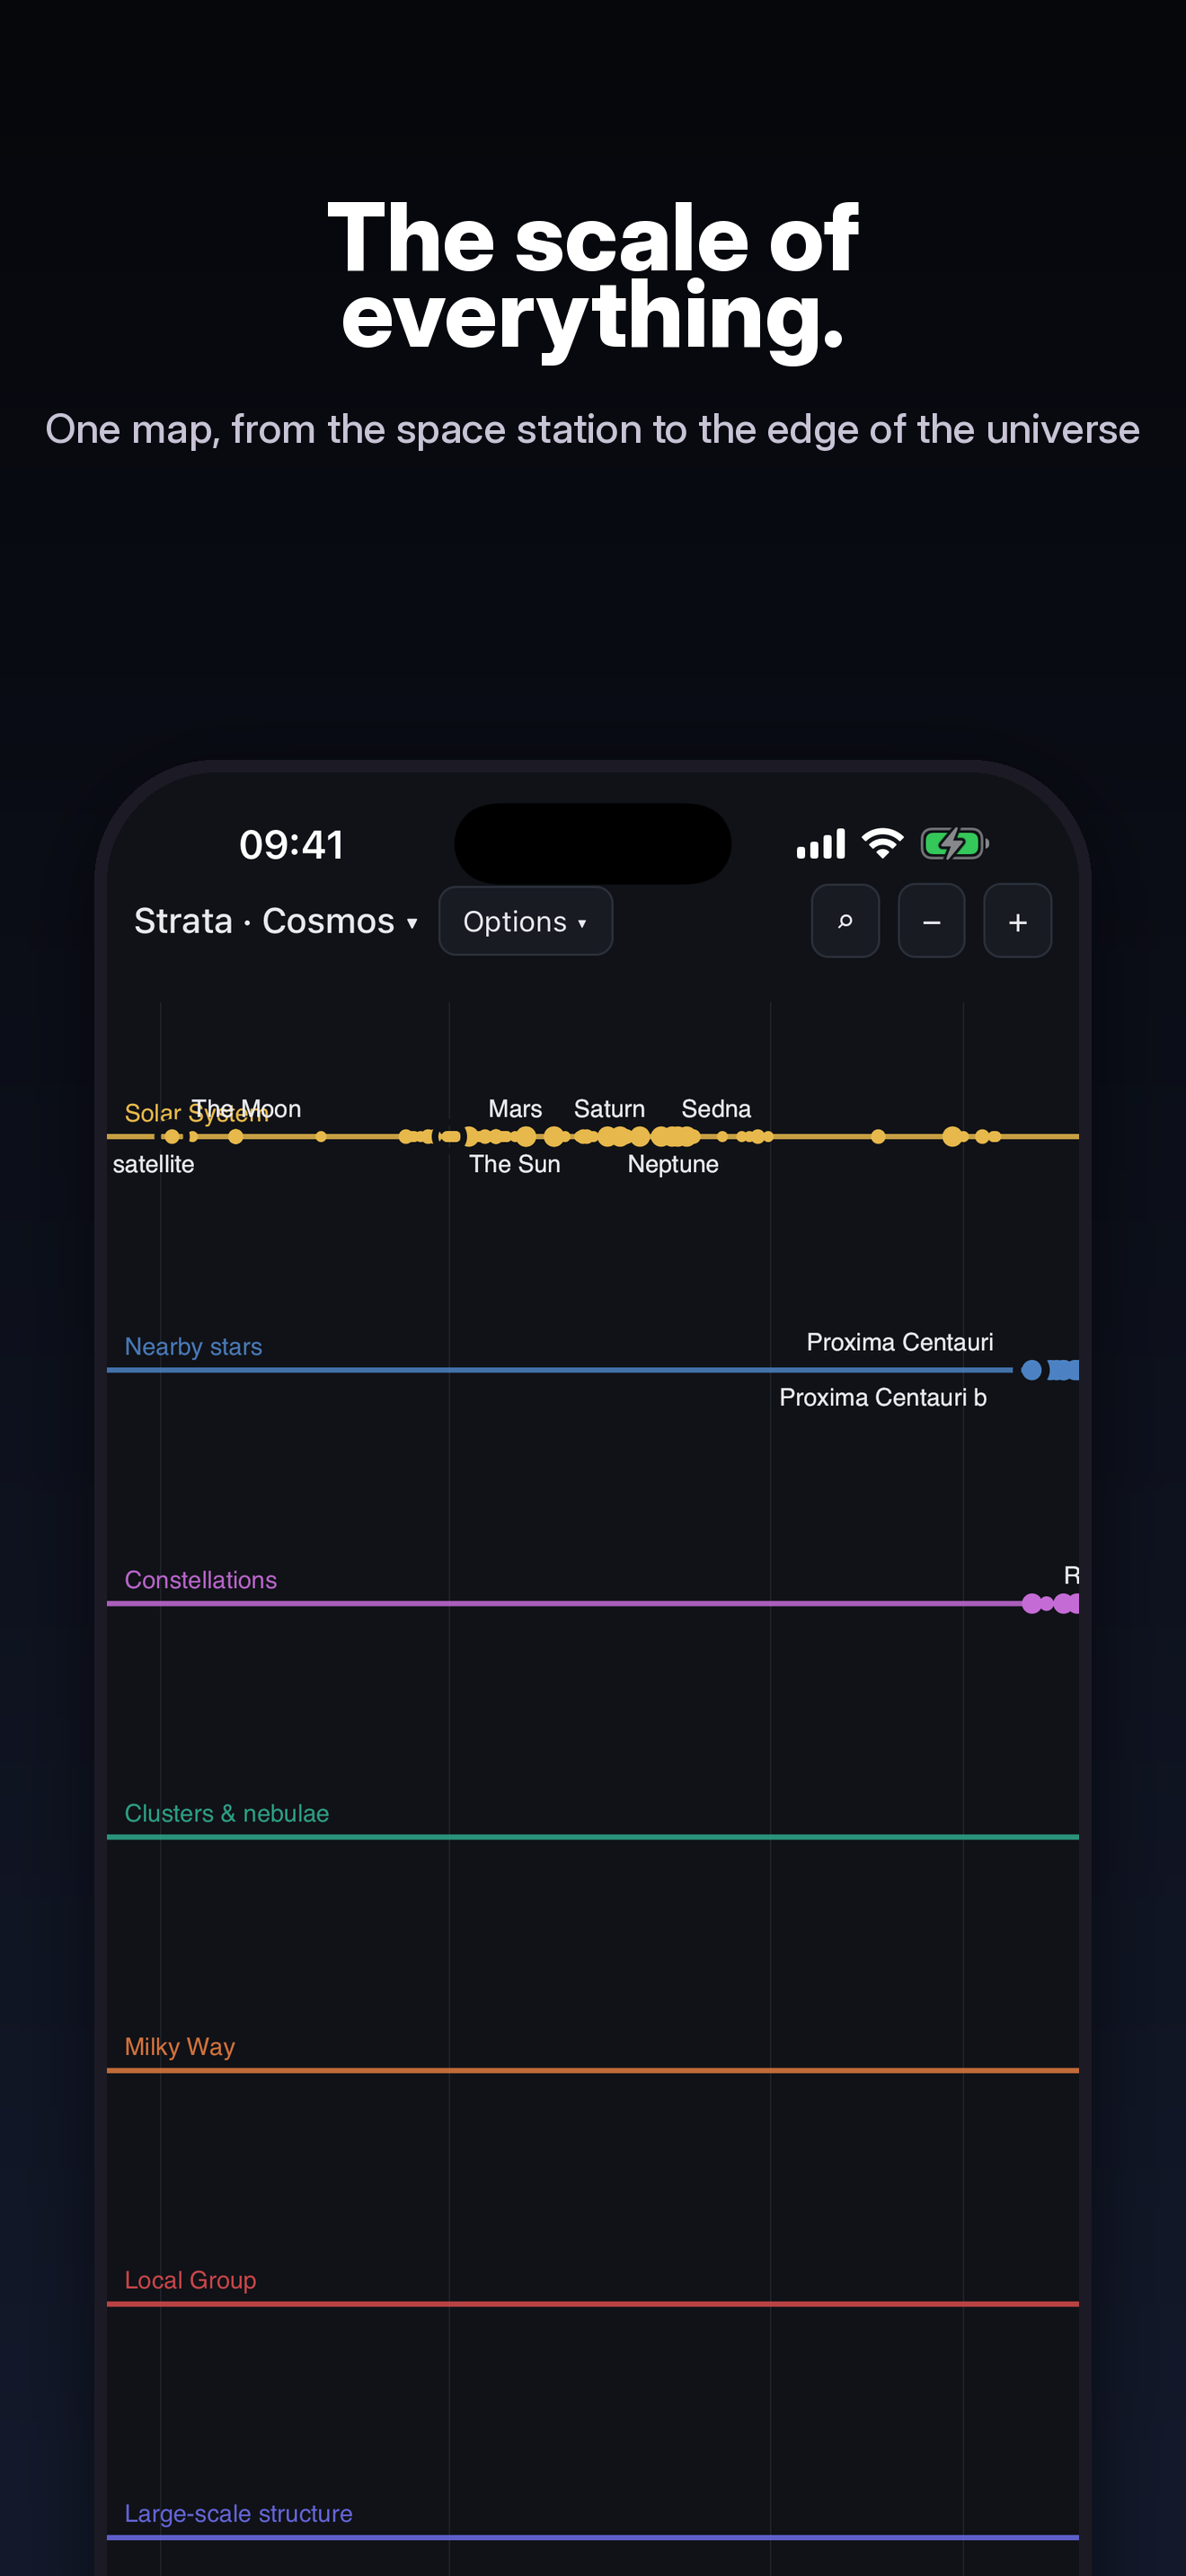 The scale of
everything.
One map, from the space station to the edge of the universe
09:41
Strata · Cosmos ▾
Options ▾
⌕ − +
Solar System
The Moon
Mars
Saturn
Sedna
satellite
The Sun
Neptune
Nearby stars
Proxima Centauri
Proxima Centauri b
Constellations
R
Clusters & nebulae
Milky Way
Local Group
Large-scale structure